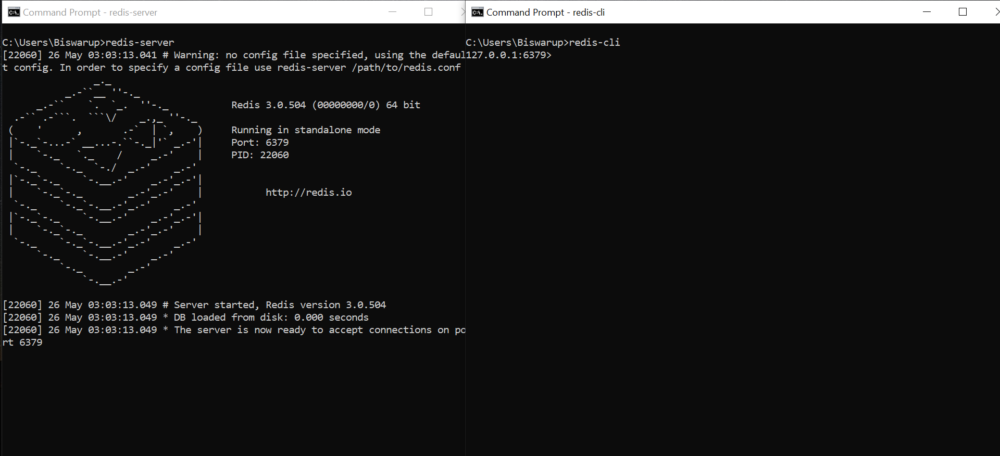 Command Prompt - redis-server
C:\Users\Biswarup>redis-server
[22060] 26 May 03:03:13.041 # Warning: no config file specified, using the defaul
t config. In order to specify a config file use redis-server /path/to/redis.conf
Redis 3.0.504 (00000000/0) 64 bit
Running in standalone mode
Port: 6379
PID: 22060
http://redis.io
[22060] 26 May 03:03:13.049 # Server started, Redis version 3.0.504
[22060] 26 May 03:03:13.049 * DB loaded from disk: 0.000 seconds
[22060] 26 May 03:03:13.049 * The server is now ready to accept connections on po
rt 6379
Command Prompt - redis-cli
C:\Users\Biswarup>redis-cli
127.0.0.1:6379>